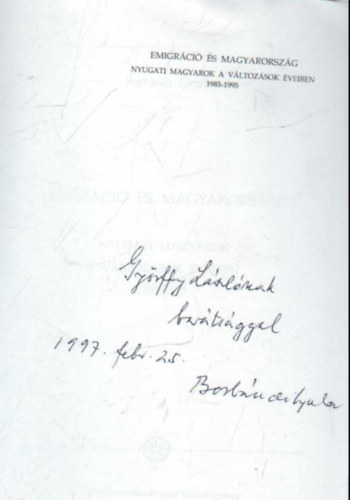 EMIGRÁCIÓ ÉS MAGYARORSZÁG
NYUGATI MAGYAROK A VÁLTOZÁSOK ÉVEIBEN
1985-1995
Györffy Lászlónak
barátsággal
1997. febr. 25.
Borbándi Gyula